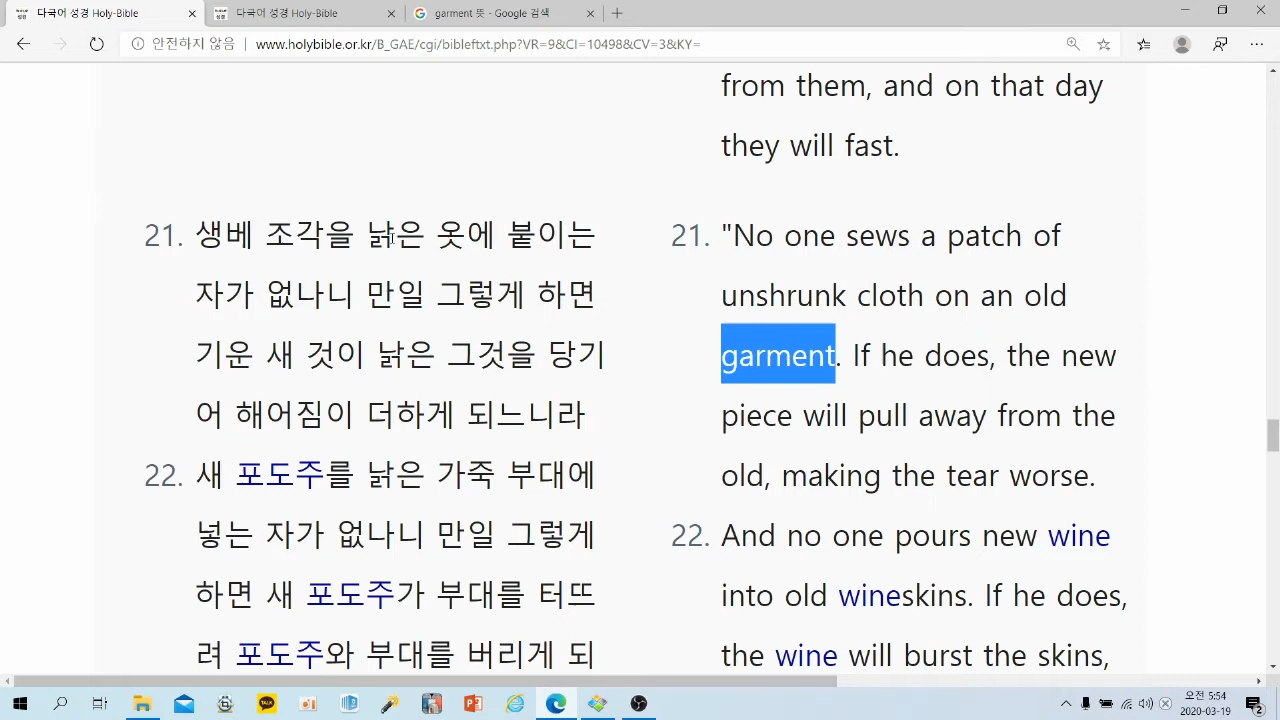 다국어 성경 Holy-Bible
다국어 성경 Holy-Bible
garment 뜻 - Google 검색
안전하지 않음
www.holybible.or.kr/B_GAE/cgi/bibleftxt.php?VR=9&CI=10498&CV=3&KY=
from them, and on that day
they will fast.
21. 생베 조각을 낡은 옷에 붙이는
자가 없나니 만일 그렇게 하면
기운 새 것이 낡은 그것을 당기
어 해어짐이 더하게 되느니라
22. 새 포도주를 낡은 가죽 부대에
넣는 자가 없나니 만일 그렇게
하면 새 포도주가 부대를 터뜨
려 포도주와 부대를 버리게 되
21. "No one sews a patch of
unshrunk cloth on an old
garment. If he does, the new
piece will pull away from the
old, making the tear worse.
22. And no one pours new wine
into old wineskins. If he does,
the wine will burst the skins,
오전 5:54
2020-03-19